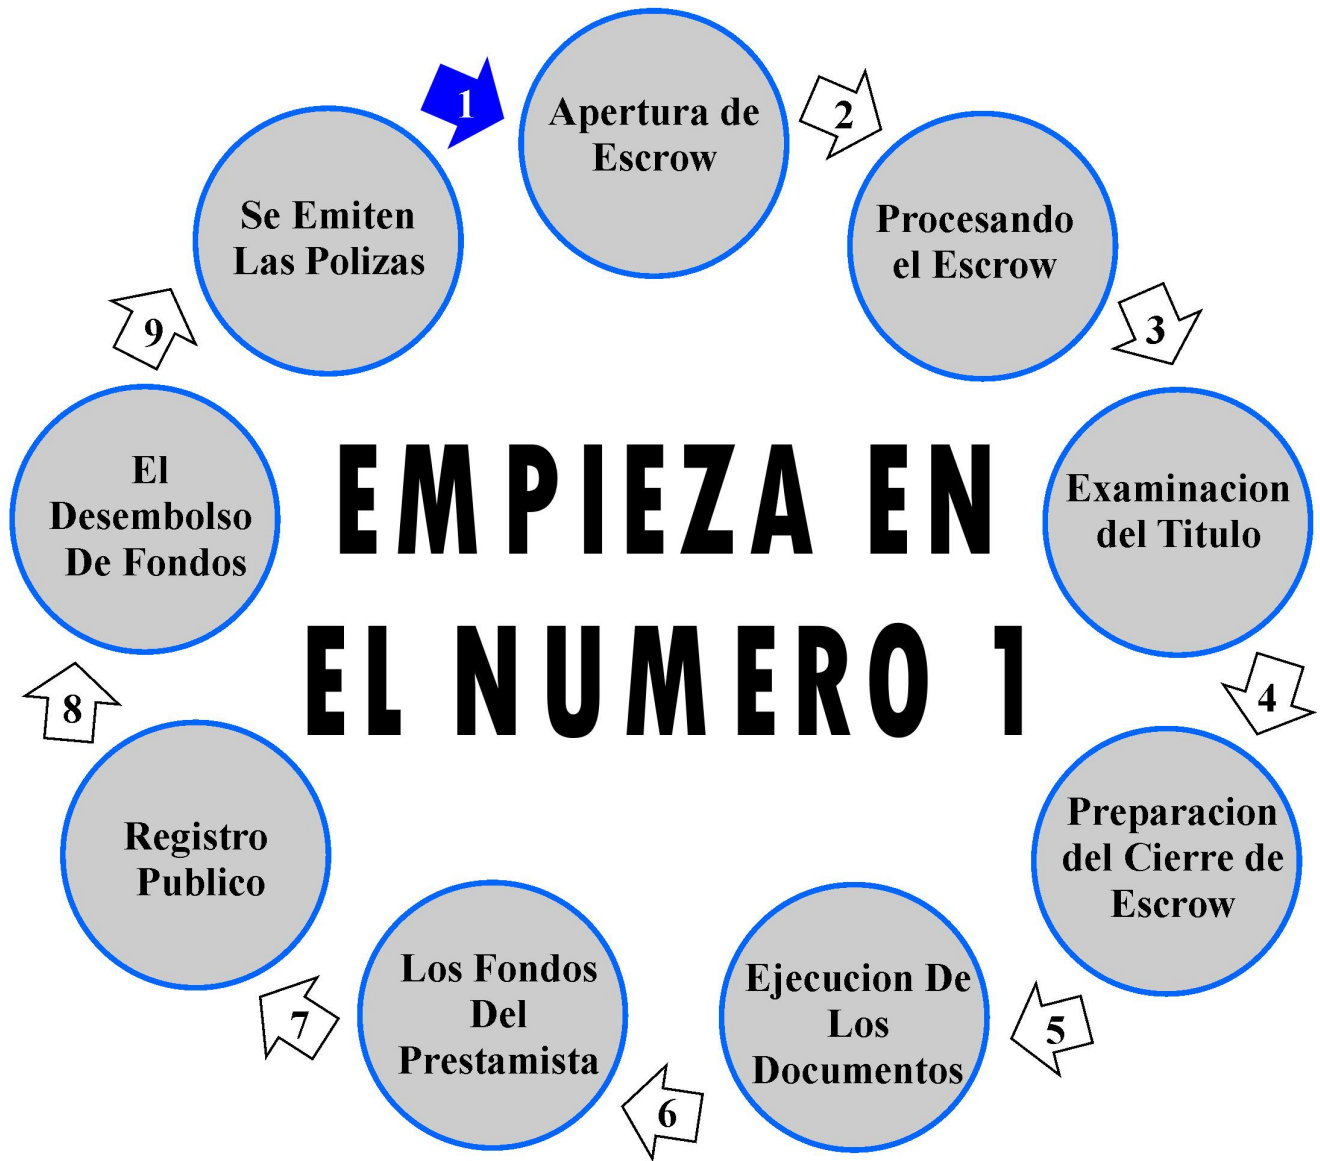 1
Apertura de
Escrow
2
Procesando
el Escrow
3
Examinacion
del Titulo
4
Preparacion
del Cierre de
Escrow
5
Ejecucion De
Los
Documentos
6
Los Fondos
Del
Prestamista
7
Registro
Publico
8
El
Desembolso
De Fondos
9
Se Emiten
Las Polizas
EMPIEZA EN
EL NUMERO 1